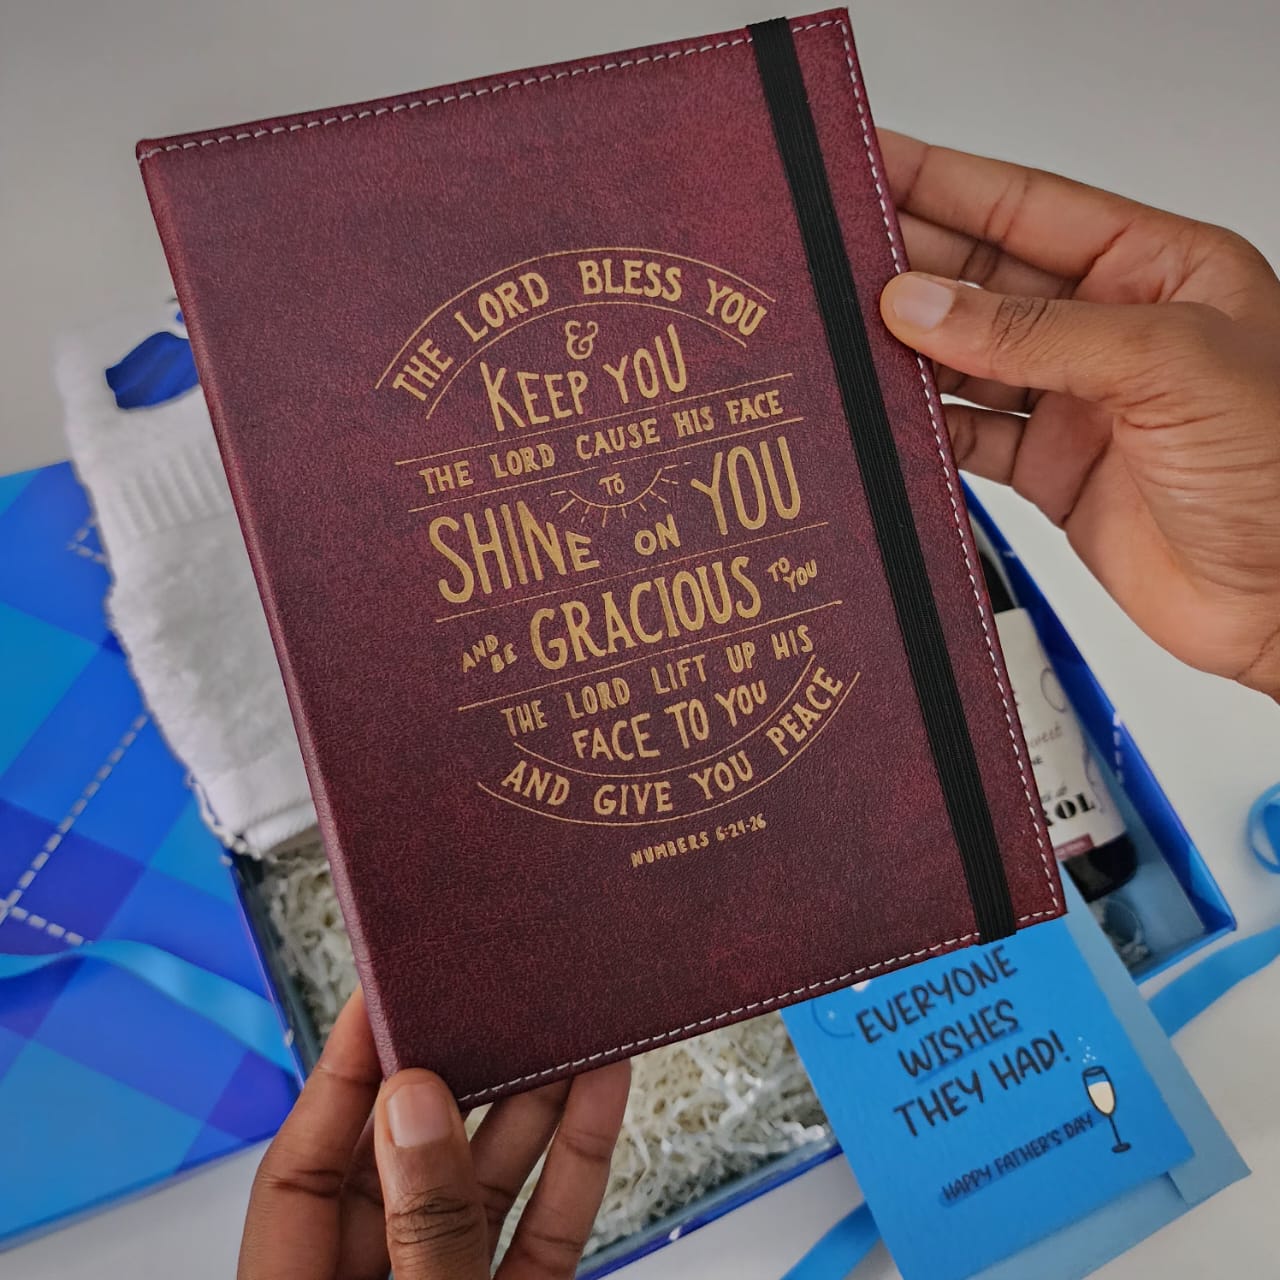 THE LORD BLESS YOU
&
KEEP YOU
THE LORD CAUSE HIS FACE
TO
SHINE ON YOU
AND BE GRACIOUS TO YOU
THE LORD LIFT UP HIS
FACE TO YOU
AND GIVE YOU PEACE
NUMBERS 6:24-26
EVERYONE
WISHES
THEY HAD!
HAPPY FATHER'S DAY